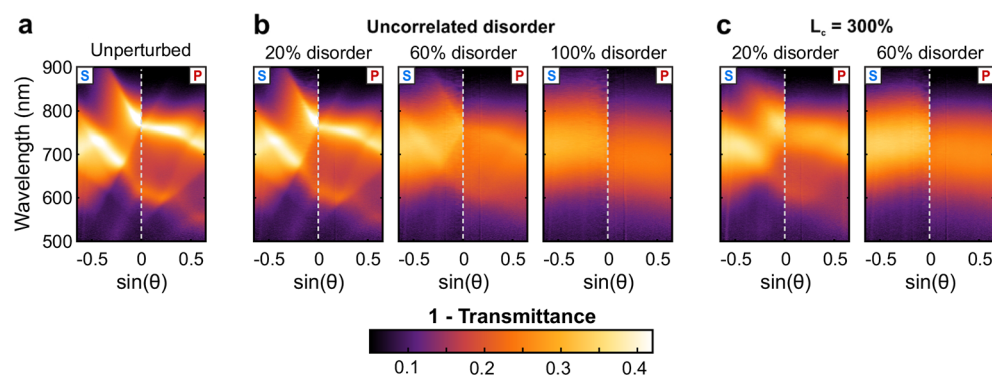 a
Unperturbed
b
Uncorrelated disorder
20% disorder
60% disorder
100% disorder
c
L_c = 300%
20% disorder
60% disorder
Wavelength (nm)
900
800
700
600
500
S
P
S
P
S
P
S
P
S
P
S
P
-0.5
0
0.5
-0.5
0
0.5
-0.5
0
0.5
-0.5
0
0.5
-0.5
0
0.5
-0.5
0
0.5
sin(θ)
sin(θ)
sin(θ)
sin(θ)
sin(θ)
sin(θ)
1 - Transmittance
0.1
0.2
0.3
0.4